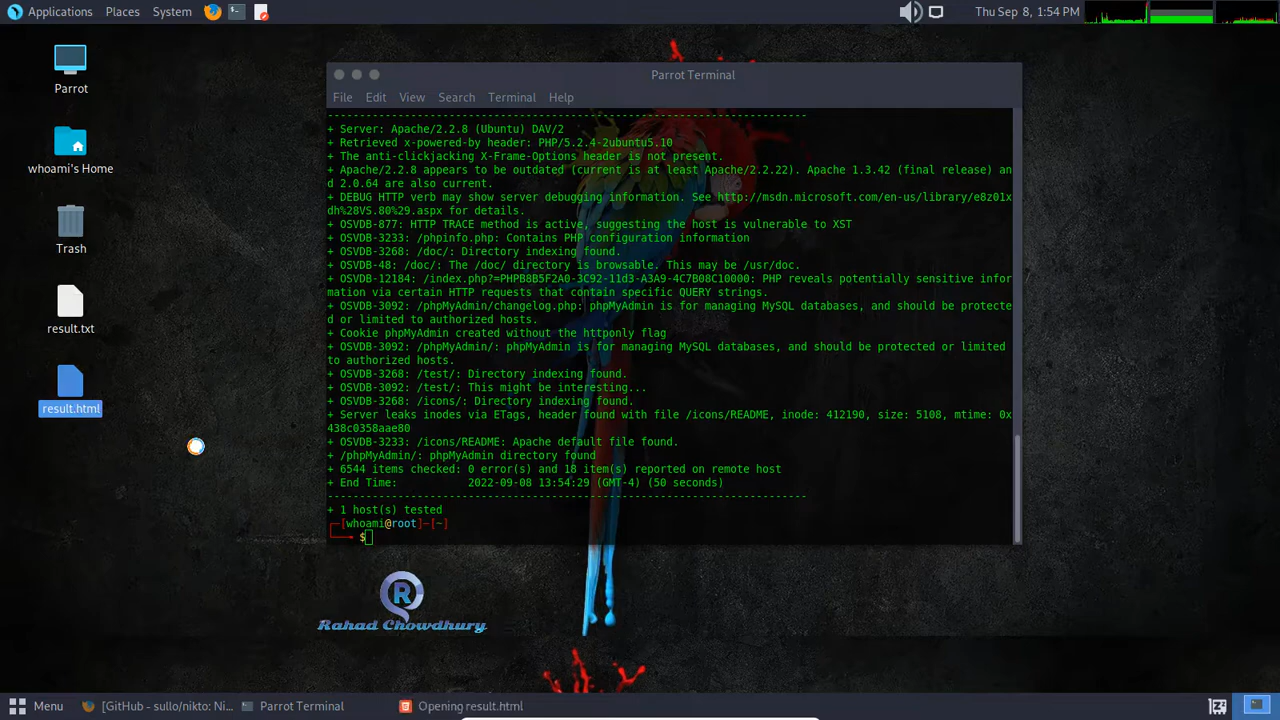 Applications Places System Thu Sep 8, 1:54 PM
Parrot
whoami's Home
Trash
result.txt
result.html
Parrot Terminal
File Edit View Search Terminal Help
--------------------------------------------------------------------------
+ Server: Apache/2.2.8 (Ubuntu) DAV/2
+ Retrieved x-powered-by header: PHP/5.2.4-2ubuntu5.10
+ The anti-clickjacking X-Frame-Options header is not present.
+ Apache/2.2.8 appears to be outdated (current is at least Apache/2.2.22). Apache 1.3.42 (final release) an
d 2.0.64 are also current.
+ DEBUG HTTP verb may show server debugging information. See http://msdn.microsoft.com/en-us/library/e8z01x
dh%28VS.80%29.aspx for details.
+ OSVDB-877: HTTP TRACE method is active, suggesting the host is vulnerable to XST
+ OSVDB-3233: /phpinfo.php: Contains PHP configuration information
+ OSVDB-3268: /doc/: Directory indexing found.
+ OSVDB-48: /doc/: The /doc/ directory is browsable. This may be /usr/doc.
+ OSVDB-12184: /index.php?=PHPB8B5F2A0-3C92-11d3-A3A9-4C7B08C10000: PHP reveals potentially sensitive infor
mation via certain HTTP requests that contain specific QUERY strings.
+ OSVDB-3092: /phpMyAdmin/changelog.php: phpMyAdmin is for managing MySQL databases, and should be protecte
d or limited to authorized hosts.
+ Cookie phpMyAdmin created without the httponly flag
+ OSVDB-3092: /phpMyAdmin/: phpMyAdmin is for managing MySQL databases, and should be protected or limited
to authorized hosts.
+ OSVDB-3268: /test/: Directory indexing found.
+ OSVDB-3092: /test/: This might be interesting...
+ OSVDB-3268: /icons/: Directory indexing found.
+ Server leaks inodes via ETags, header found with file /icons/README, inode: 412190, size: 5108, mtime: 0x
438c0358aae80
+ OSVDB-3233: /icons/README: Apache default file found.
+ /phpMyAdmin/: phpMyAdmin directory found
+ 6544 items checked: 0 error(s) and 18 item(s) reported on remote host
+ End Time: 2022-09-08 13:54:29 (GMT-4) (50 seconds)
--------------------------------------------------------------------------
+ 1 host(s) tested
┌─[whoami@root]─[~]
└──╼ $
R
Rahad Chowdhury
Menu [GitHub - sullo/nikto: Ni... Parrot Terminal Opening result.html